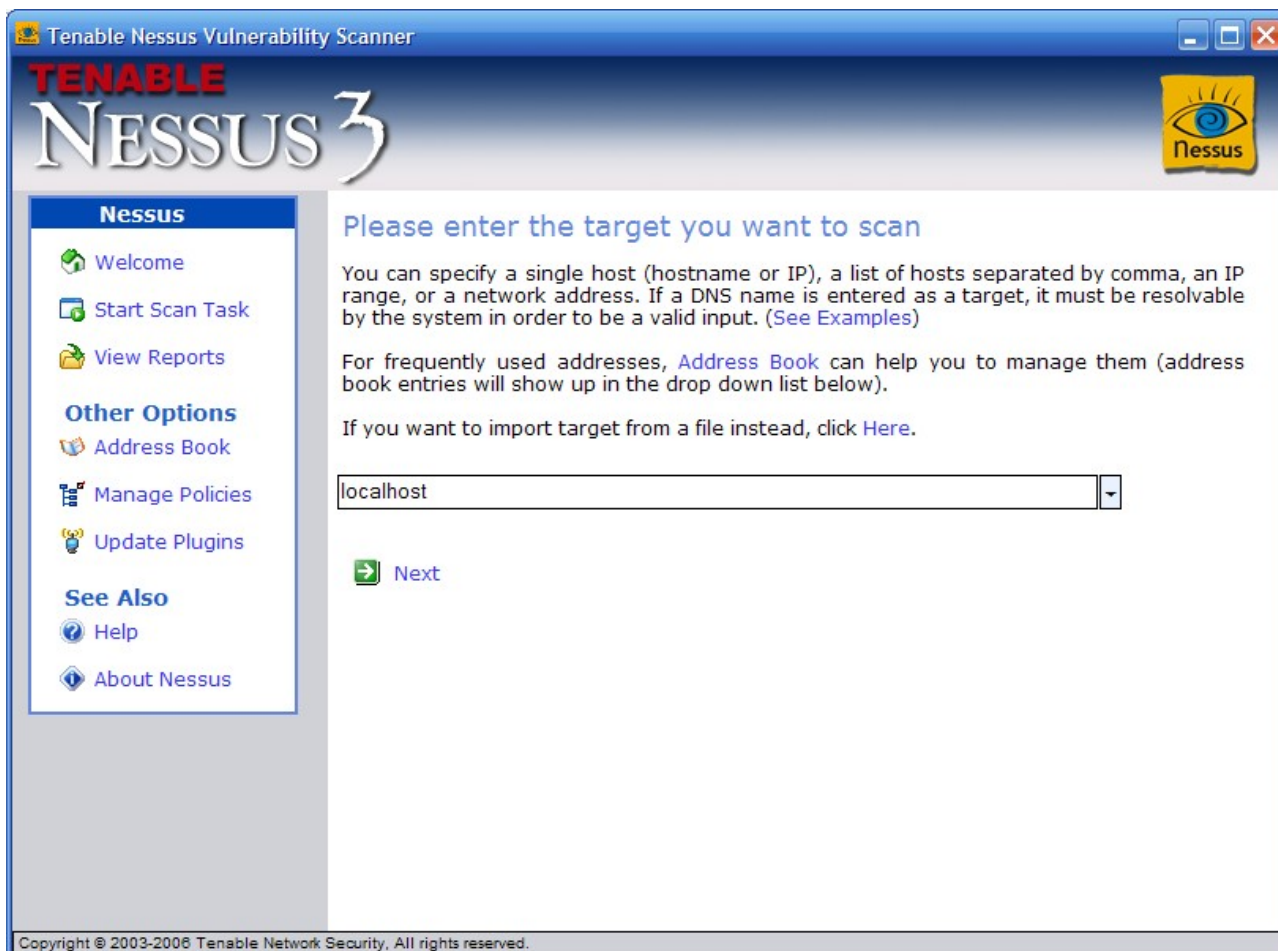 Tenable Nessus Vulnerability Scanner
TENABLE
NESSUS 3
Nessus
Nessus
Welcome
Start Scan Task
View Reports
Other Options
Address Book
Manage Policies
Update Plugins
See Also
Help
About Nessus
Please enter the target you want to scan
You can specify a single host (hostname or IP), a list of hosts separated by comma, an IP
range, or a network address. If a DNS name is entered as a target, it must be resolvable
by the system in order to be a valid input. (See Examples)
For frequently used addresses, Address Book can help you to manage them (address
book entries will show up in the drop down list below).
If you want to import target from a file instead, click Here.
localhost
Next
Copyright © 2003-2006 Tenable Network Security, All rights reserved.